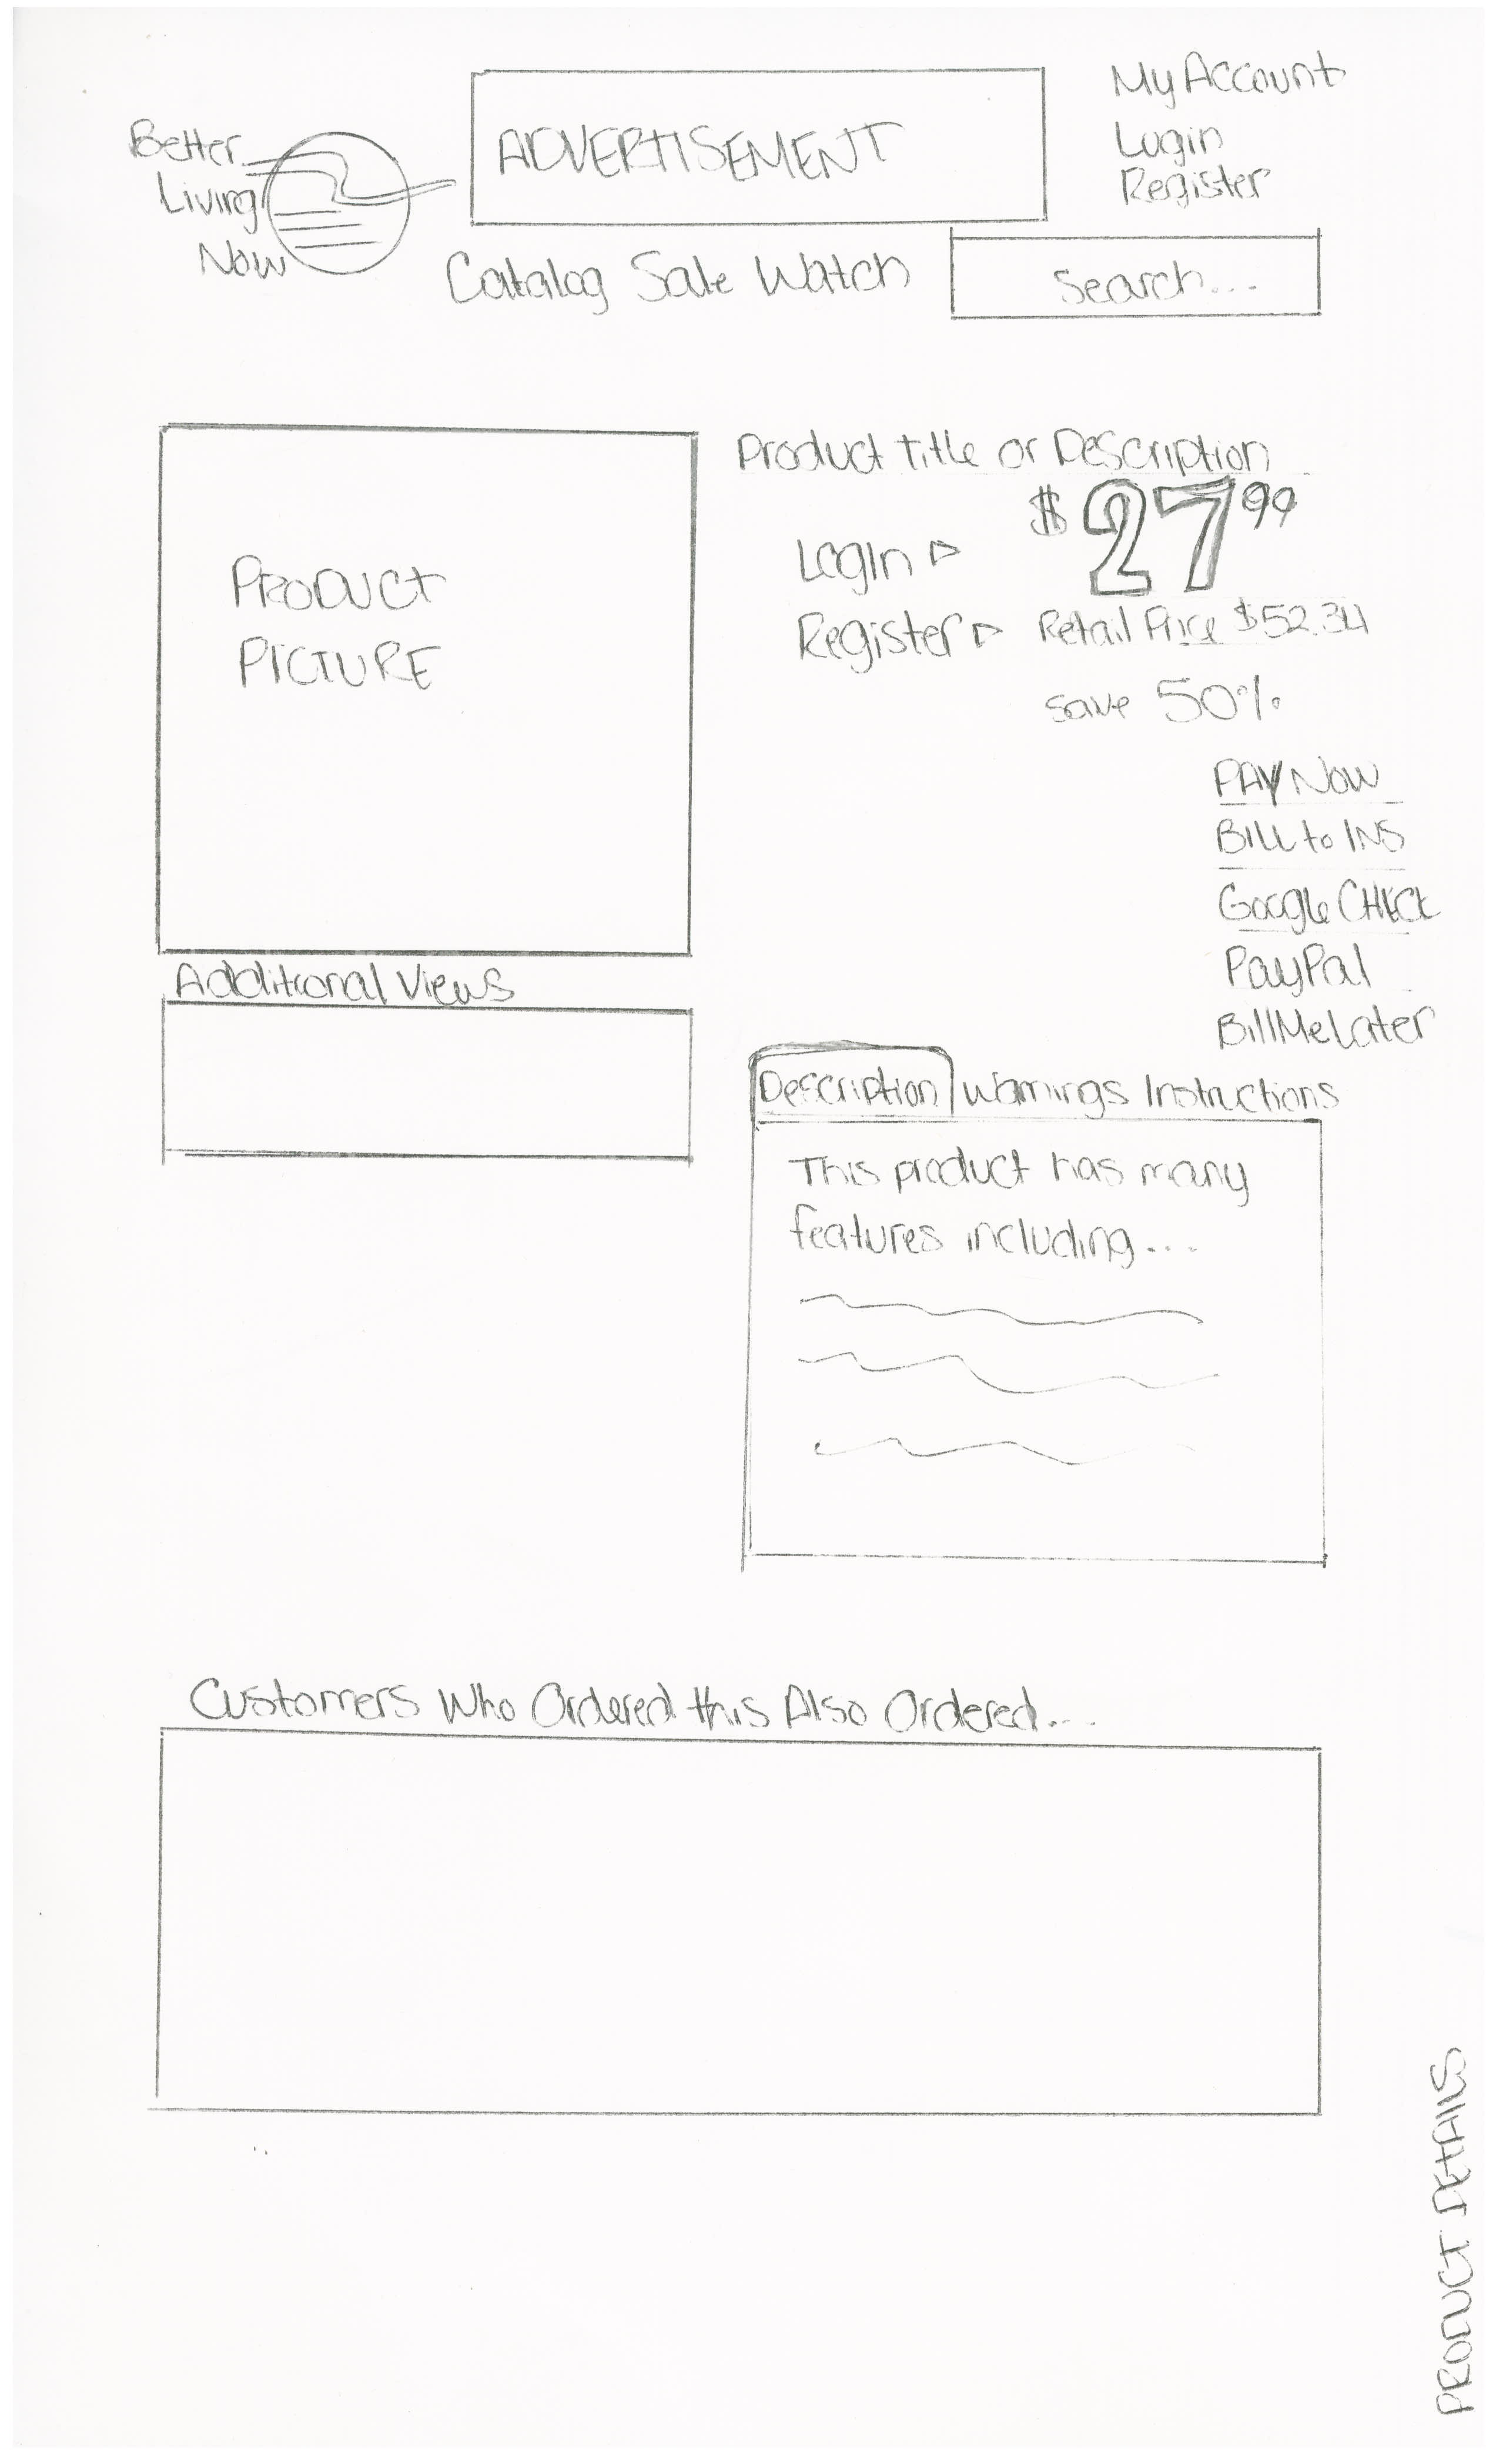 Better
Living
Now
ADVERTISEMENT
My Account
Login
Register
Catalog Sale Watch
Search...
PRODUCT
PICTURE
Product title or Description
$27.99
Login
Register
Retail Price $52.34
save 50%
PAY NOW
Bill to INS
Google CHECK
PayPal
BillMeLater
Additional Views
Description Warnings Instructions
This product has many
features including...
Customers Who Ordered this Also Ordered...
PRODUCT DETAILS